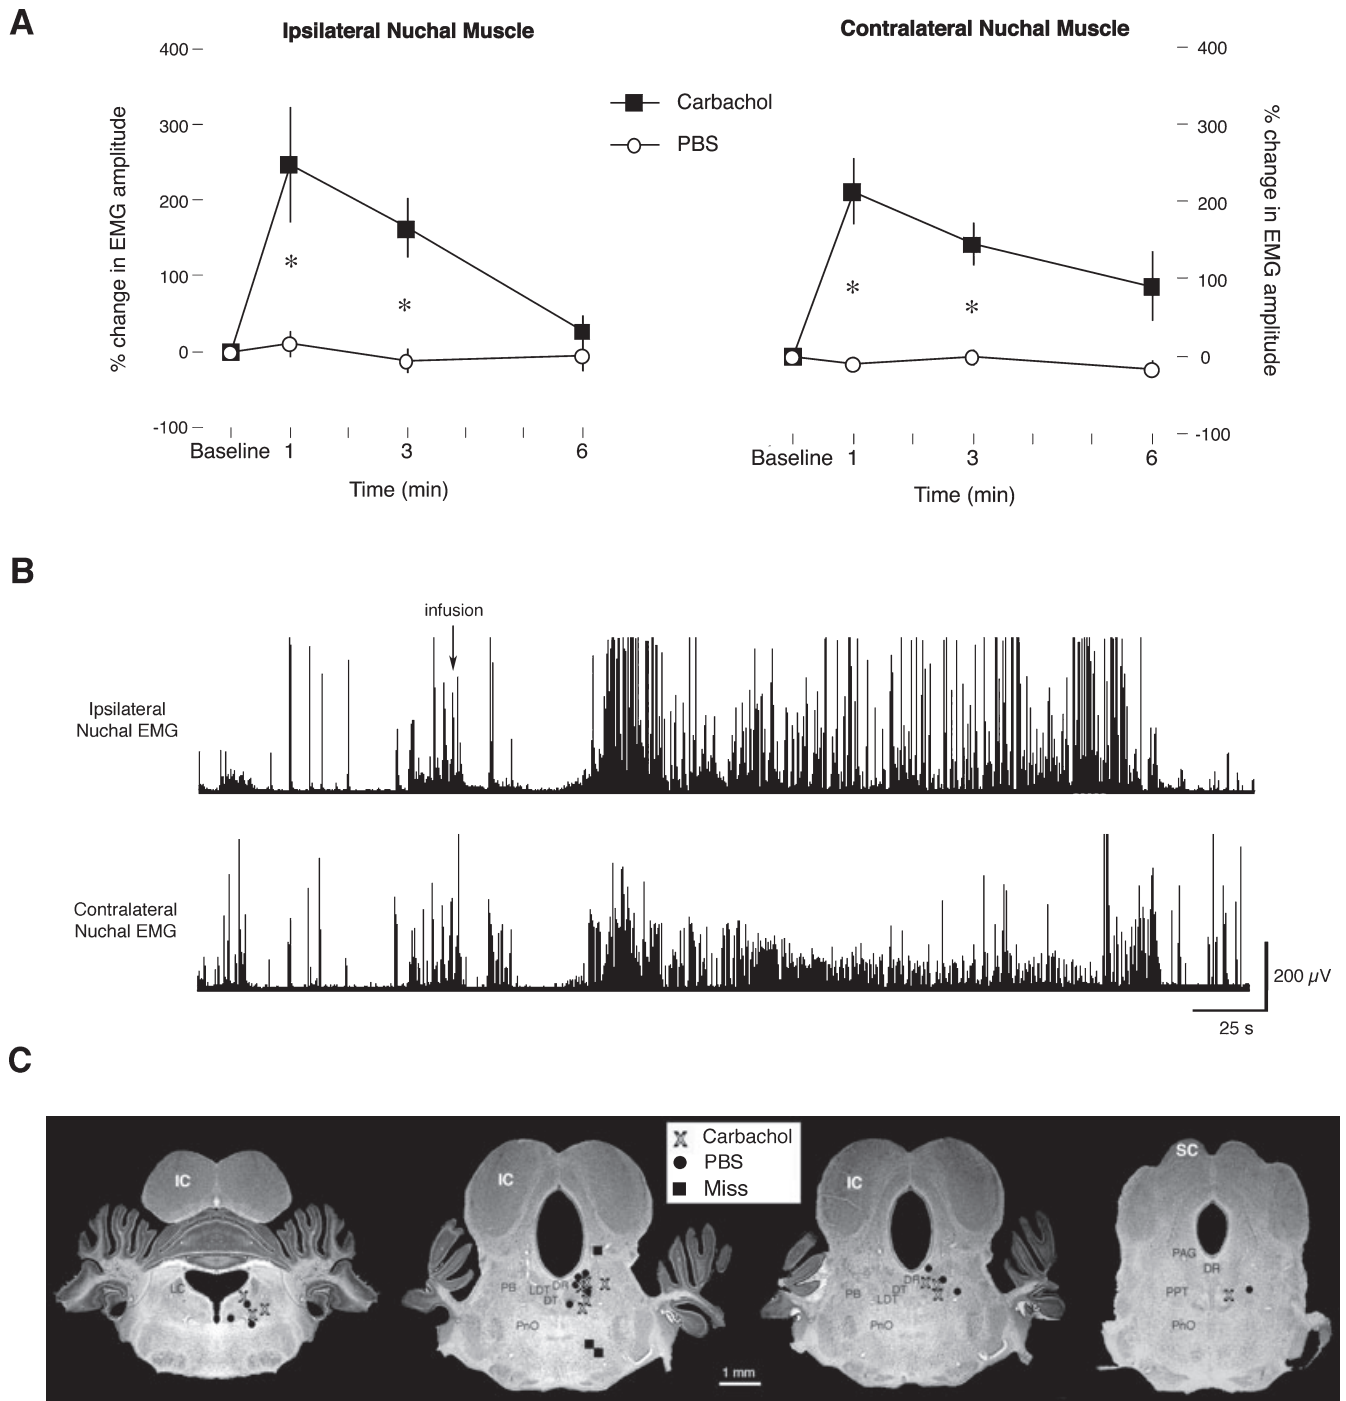 A
Ipsilateral Nuchal Muscle
Contralateral Nuchal Muscle
400
300
200
100
0
-100
% change in EMG amplitude
Baseline 1 3 6
Time (min)
Carbachol
PBS
*
*
400
300
200
100
0
-100
% change in EMG amplitude
Baseline 1 3 6
Time (min)
*
*
B
infusion
Ipsilateral
Nuchal EMG
Contralateral
Nuchal EMG
200 µV
25 s
C
Carbachol
PBS
Miss
IC
LC
IC
PB
LDT
DR
DT
PnO
1 mm
IC
PB
DR
DT
LDT
PnO
SC
PAG
DR
PPT
PnO